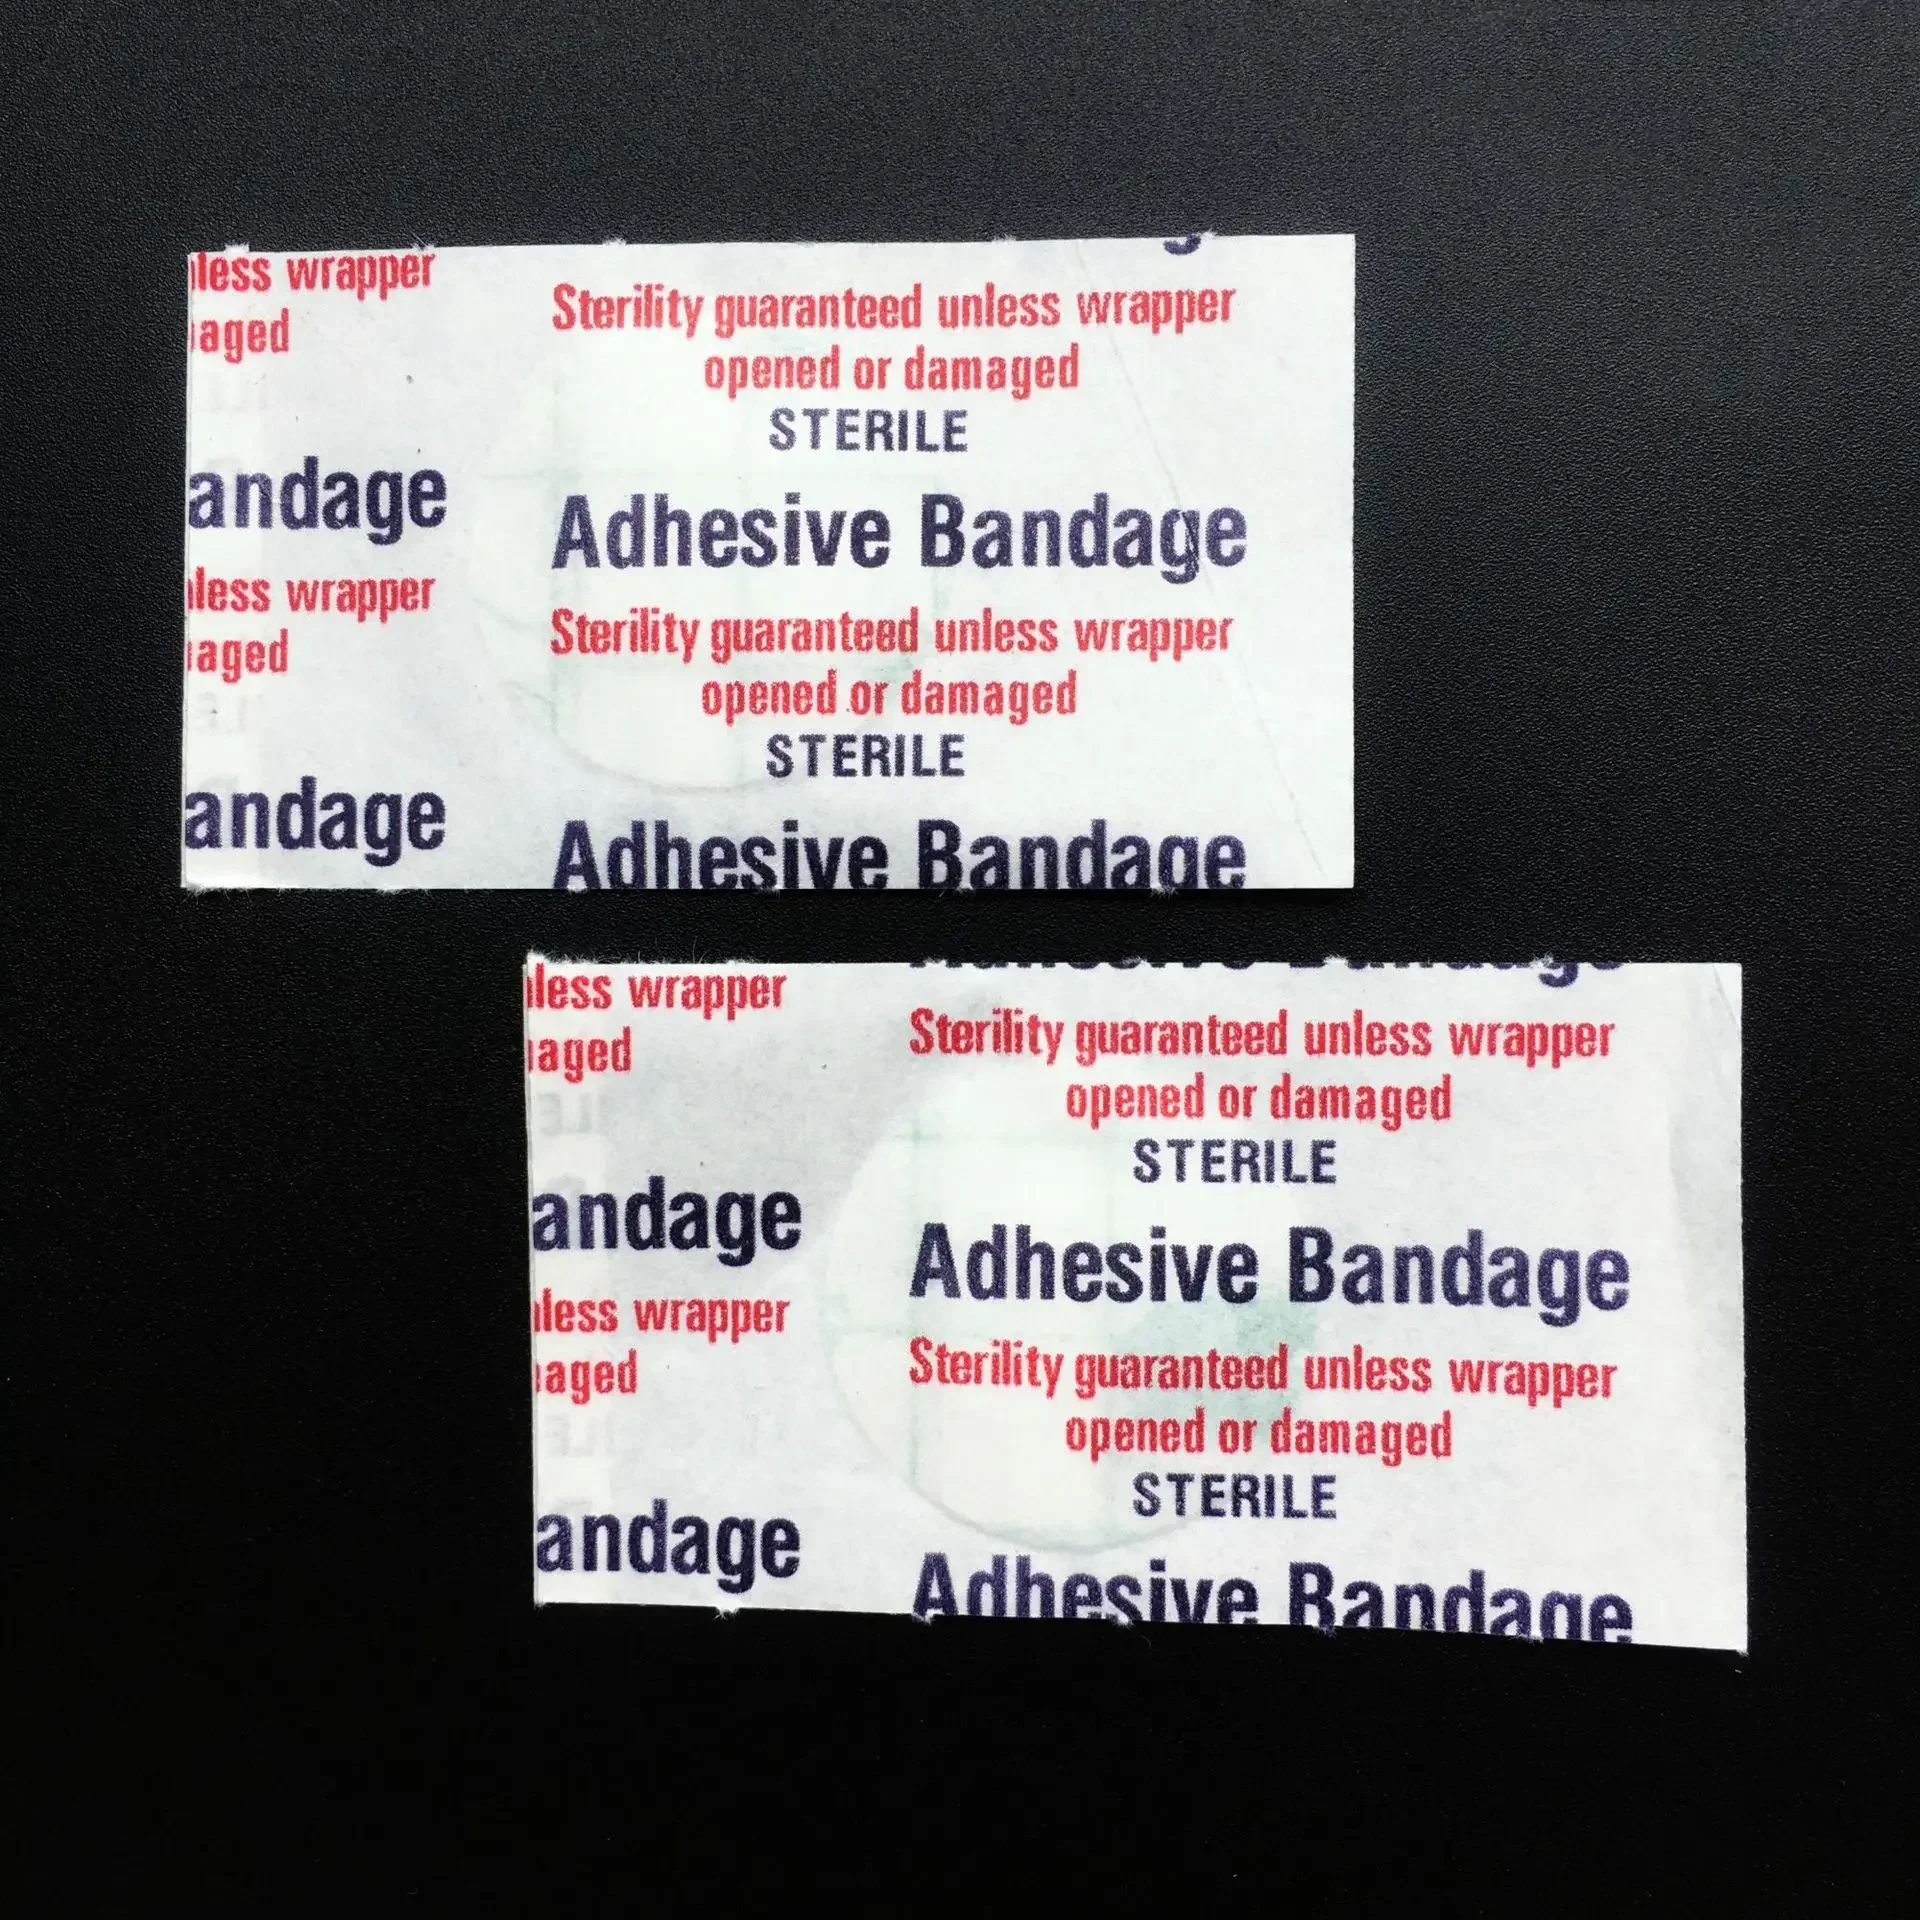 less wrapper
aged
andage
less wrapper
aged
andage
Sterility guaranteed unless wrapper
opened or damaged
STERILE
Adhesive Bandage
Sterility guaranteed unless wrapper
opened or damaged
STERILE
Adhesive Bandage
less wrapper
aged
andage
less wrapper
aged
andage
Adhesive Bandage
Sterility guaranteed unless wrapper
opened or damaged
STERILE
Adhesive Bandage
Sterility guaranteed unless wrapper
opened or damaged
STERILE
Adhesive Bandage